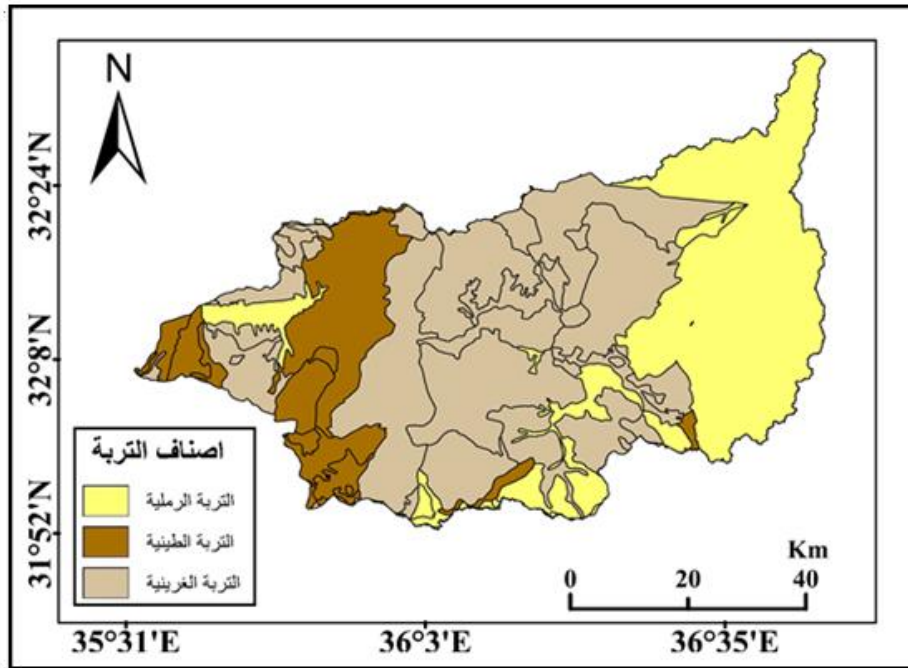 N
32°24'N
32°8'N
31°52'N
اصناف التربة
التربة الرملية
التربة الطينية
التربة الغرينية
Km
0 20 40
35°31'E 36°3'E 36°35'E